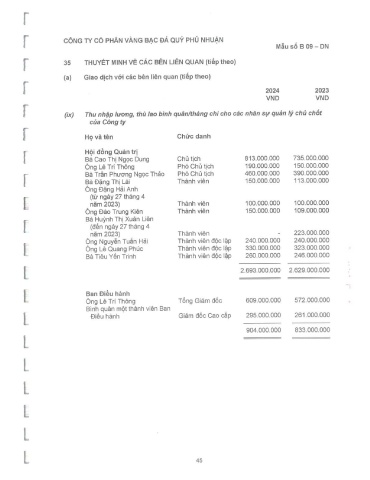 CÔNG TY CỔ PHẦN VÀNG BẠC ĐÁ QUÝ PHÚ NHUẬN
Mẫu số B 09 – DN
35 THUYẾT MINH VỀ CÁC BÊN LIÊN QUAN (tiếp theo)
(a) Giao dịch với các bên liên quan (tiếp theo)
2024 2023
VND VND
(ix) Thu nhập lương, thù lao bình quân/tháng chi cho các nhân sự quản lý chủ chốt
của Công ty
Họ và tên Chức danh
Hội đồng Quản trị
Bà Cao Thị Ngọc Dung Chủ tịch 813.000.000 735.000.000
Ông Lê Trí Thông Phó Chủ tịch 190.000.000 150.000.000
Bà Trần Phương Ngọc Thảo Phó Chủ tịch 460.000.000 390.000.000
Bà Đặng Thị Lài Thành viên 150.000.000 113.000.000
Ông Đặng Hải Anh
(từ ngày 27 tháng 4
năm 2023) Thành viên 100.000.000 100.000.000
Ông Đào Trung Kiên Thành viên 150.000.000 109.000.000
Bà Huỳnh Thị Xuân Liên
(đến ngày 27 tháng 4
năm 2023) Thành viên - 223.000.000
Ông Nguyễn Tuấn Hải Thành viên độc lập 240.000.000 240.000.000
Ông Lê Quang Phúc Thành viên độc lập 330.000.000 323.000.000
Bà Tiêu Yến Trinh Thành viên độc lập 260.000.000 246.000.000
2.693.000.000 2.629.000.000
Ban Điều hành
Ông Lê Trí Thông Tổng Giám đốc 609.000.000 572.000.000
Bình quân một thành viên Ban
Điều hành Giám đốc Cao cấp 295.000.000 261.000.000
904.000.000 833.000.000
45